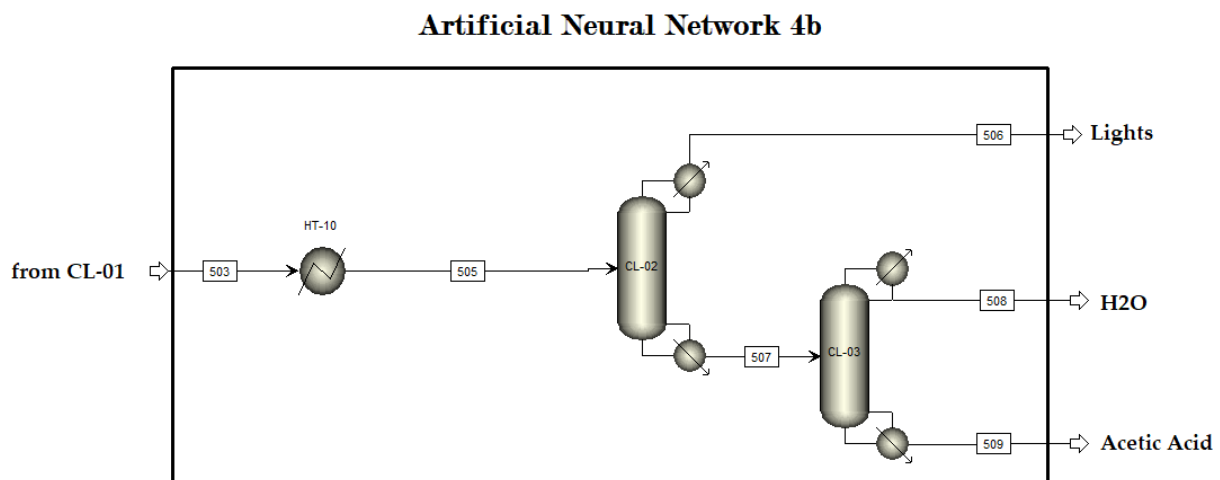 Artificial Neural Network 4b
506
Lights
HT-10
from CL-01
503
505
CL-02
508
H2O
507
CL-03
509
Acetic Acid